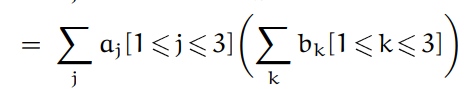 = ∑_j a_j[1 ⩽ j ⩽ 3](∑_k b_k[1 ⩽ k ⩽ 3])